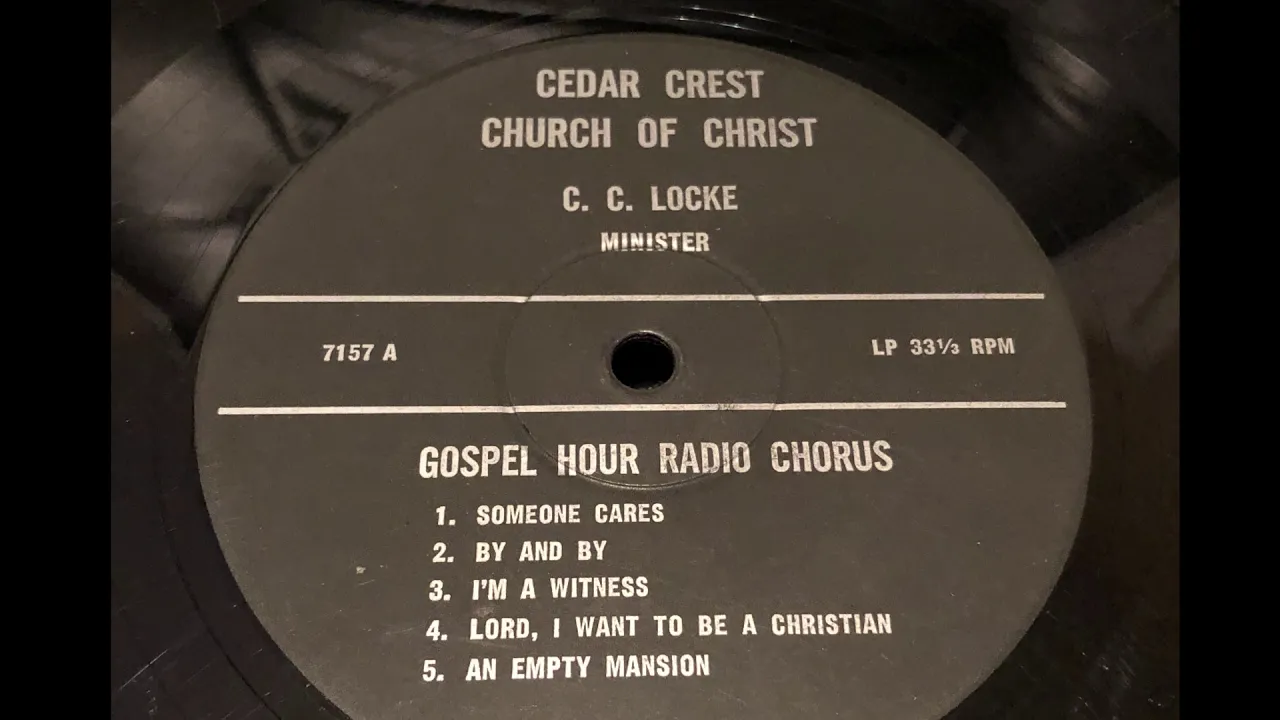 CEDAR CREST
CHURCH OF CHRIST
C. C. LOCKE
MINISTER
7157 A
LP 33⅓ RPM
GOSPEL HOUR RADIO CHORUS
1. SOMEONE CARES
2. BY AND BY
3. I'M A WITNESS
4. LORD, I WANT TO BE A CHRISTIAN
5. AN EMPTY MANSION